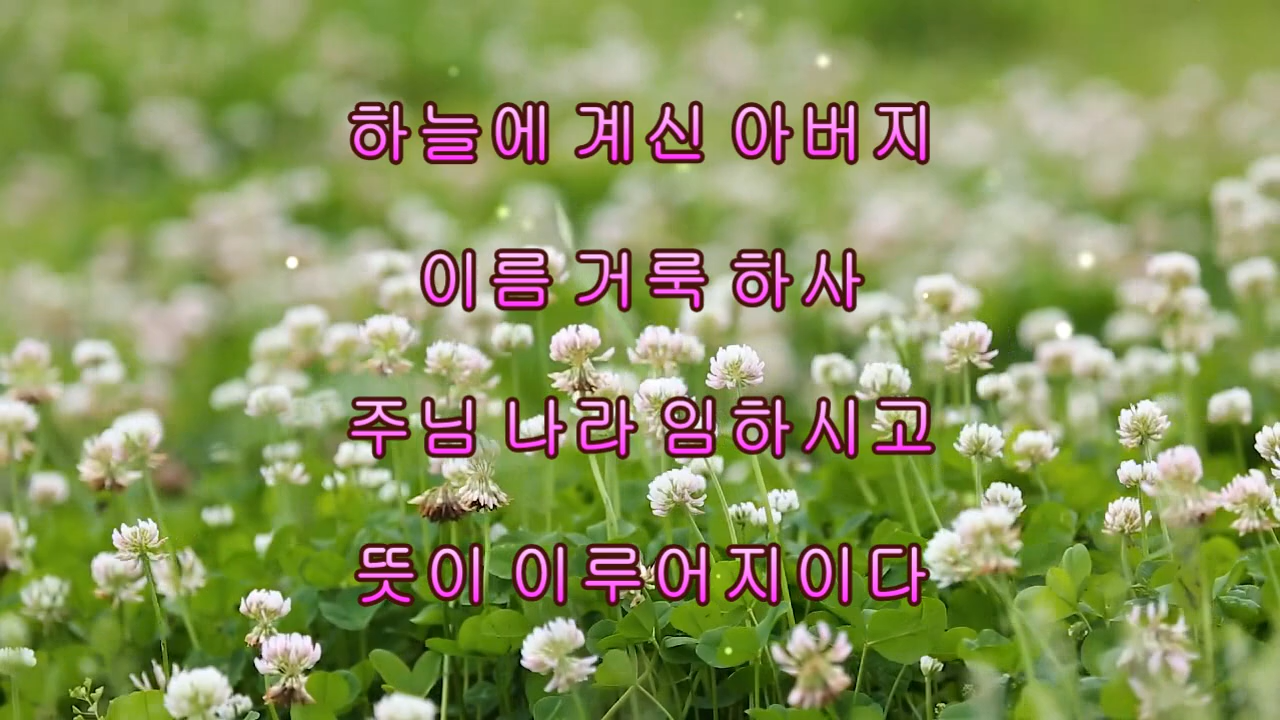 하늘에 계신 아버지
이름 거룩 하사
주님 나라 임하시고
뜻이 이루어지이다